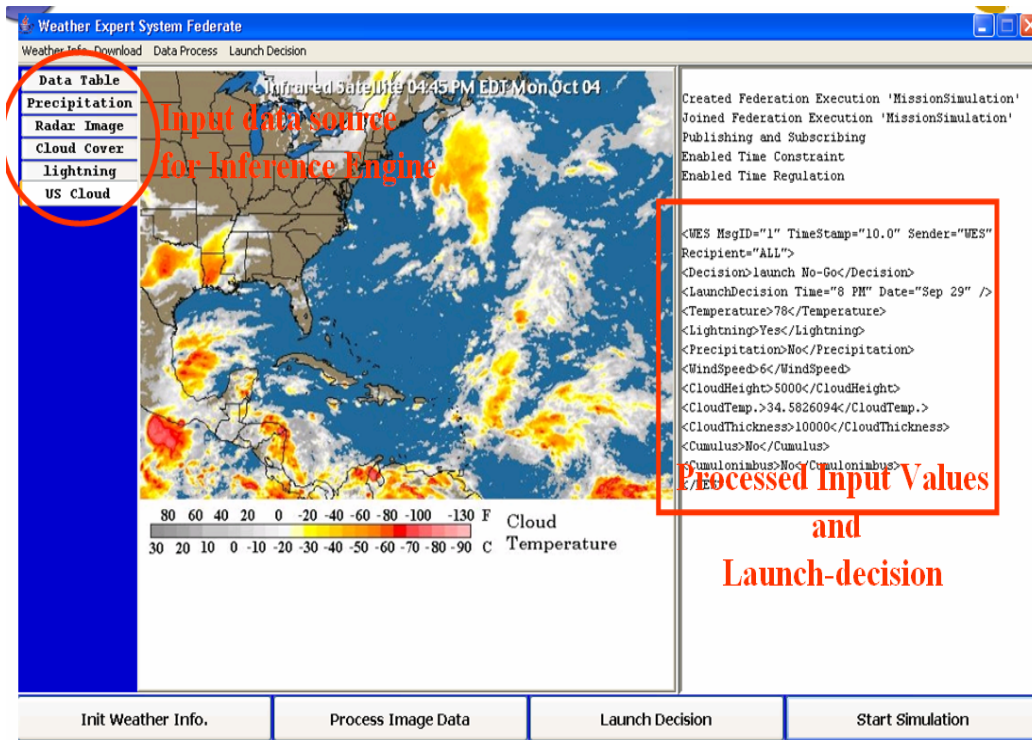 Weather Expert System Federate
Weather Info Download Data Process Launch Decision
Data Table
Precipitation
Radar Image
Cloud Cover
lightning
US Cloud
Infrared Satellite 04:45 PM EDT Mon Oct 04
Input data source
for Inference Engine
80 60 40 20 0 -20 -40 -60 -80 -100 -130 F
30 20 10 0 -10 -20 -30 -40 -50 -60 -70 -80 -90 C
Cloud
Temperature
Created Federation Execution 'MissionSimulation'
Joined Federation Execution 'MissionSimulation'
Publishing and Subscribing
Enabled Time Constraint
Enabled Time Regulation
<WES MsgID="1" TimeStamp="10.0" Sender="WES"
Recipient="ALL">
<Decision>launch No-Go</Decision>
<LaunchDecision Time="8 PM" Date="Sep 29" />
<Temperature>78</Temperature>
<Lightning>Yes</Lightning>
<Precipitation>No</Precipitation>
<WindSpeed>6</WindSpeed>
<CloudHeight>5000</CloudHeight>
<CloudTemp.>34.5826094</CloudTemp.>
<CloudThickness>10000</CloudThickness>
<Cumulus>No</Cumulus>
<Cumulonimbus>No</Cumulonimbus>
</WES>
Processed Input Values
and
Launch-decision
Init Weather Info.
Process Image Data
Launch Decision
Start Simulation